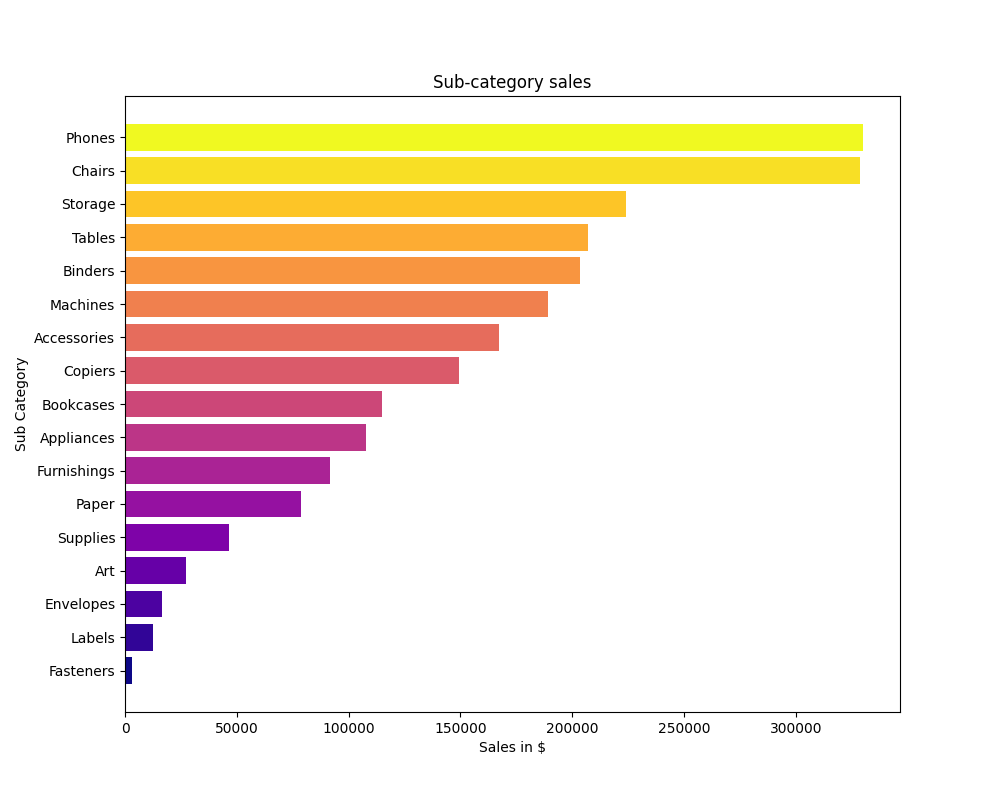 Sub-category sales
Phones
Chairs
Storage
Tables
Binders
Machines
Accessories
Copiers
Bookcases
Appliances
Furnishings
Paper
Supplies
Art
Envelopes
Labels
Fasteners
Sub Category
0 50000 100000 150000 200000 250000 300000
Sales in $